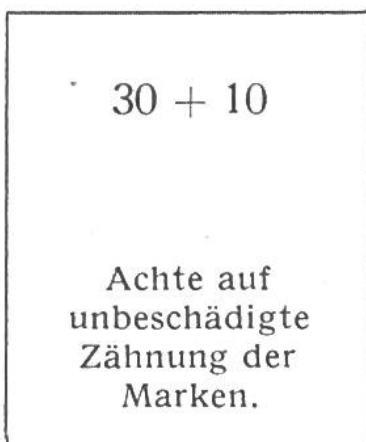 30 + 10
Achte auf
unbeschädigte
Zähnung der
Marken.